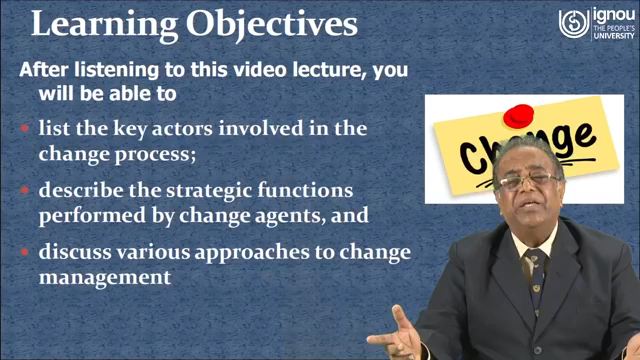 Learning Objectives
ignou
THE PEOPLE'S
UNIVERSITY
After listening to this video lecture, you
will be able to
• list the key actors involved in the
change process;
• describe the strategic functions
performed by change agents, and
• discuss various approaches to change
management
Change